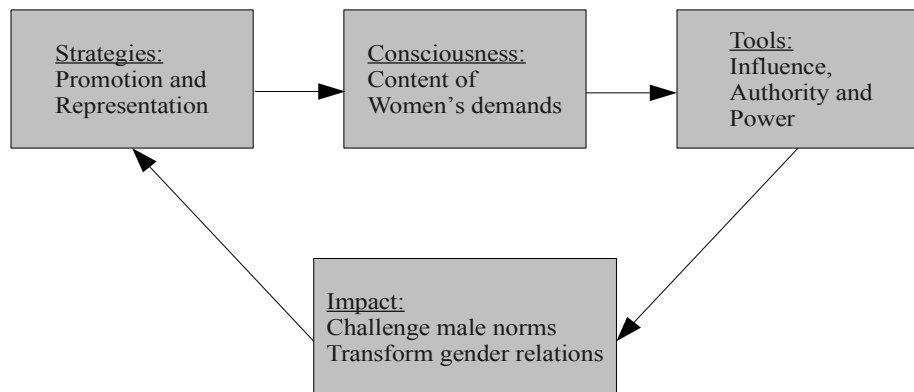 Strategies:
Promotion and
Representation
Consciousness:
Content of
Women's demands
Tools:
Influence,
Authority and
Power
Impact:
Challenge male norms
Transform gender relations